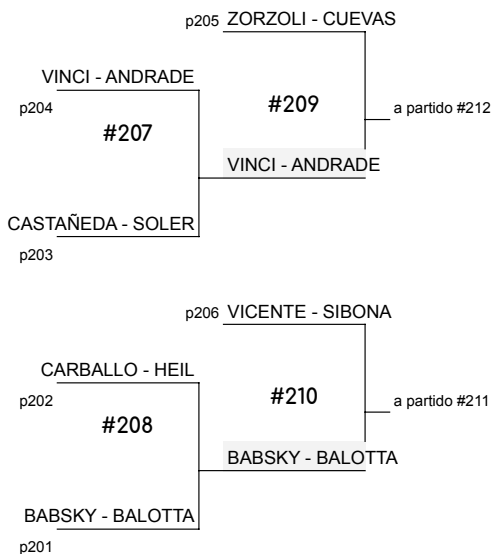 p205 ZORZOLI - CUEVAS
VINCI - ANDRADE
p204
#209
a partido #212
#207
VINCI - ANDRADE
CASTAÑEDA - SOLER
p203
p206 VICENTE - SIBONA
CARBALLO - HEIL
p202
#210
a partido #211
#208
BABSKY - BALOTTA
BABSKY - BALOTTA
p201